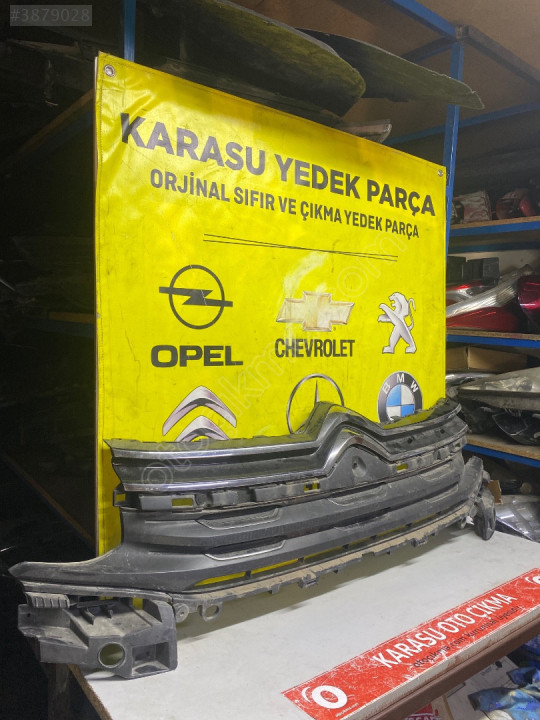 #3879028
KARASU YEDEK PARÇA
ORJİNAL SIFIR VE ÇIKMA YEDEK PARÇA
OPEL
CHEVROLET
BMW
KARASU OTO ÇIKMA